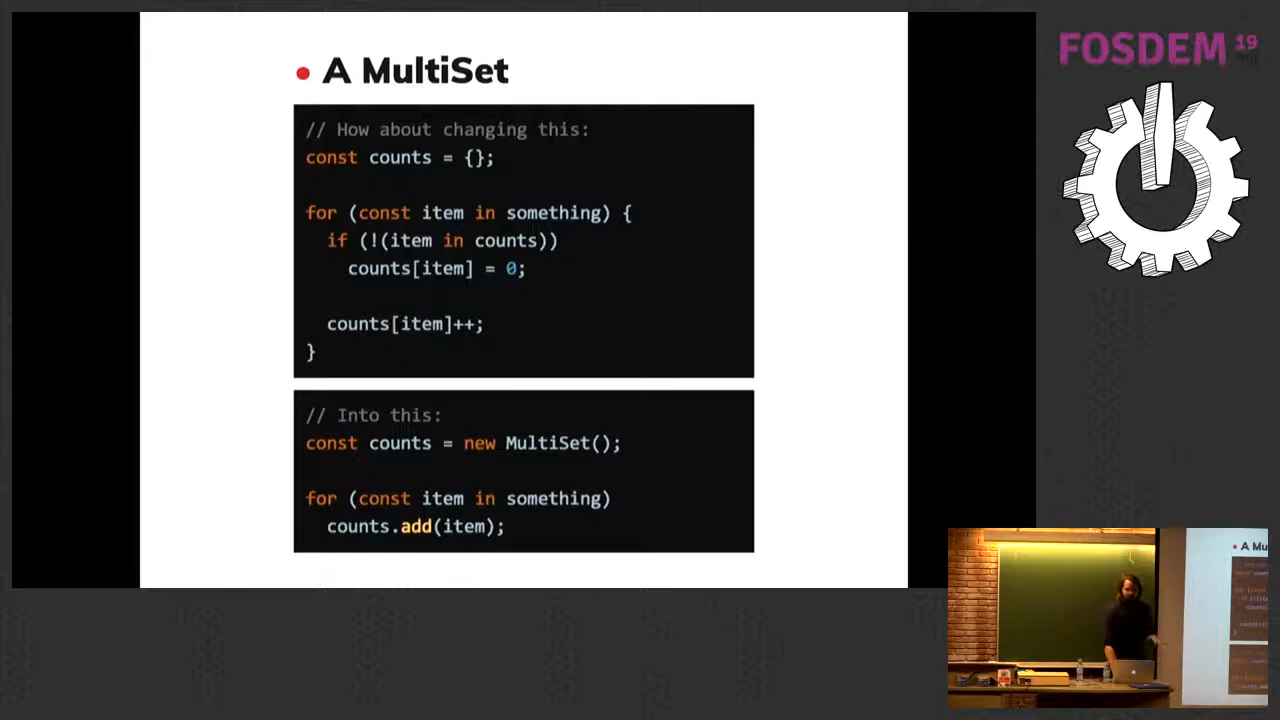 • A MultiSet
// How about changing this:
const counts = {};
for (const item in something) {
if (!(item in counts))
counts[item] = 0;
counts[item]++;
}
// Into this:
const counts = new MultiSet();
for (const item in something)
counts.add(item);
FOSDEM 19
• A Mu